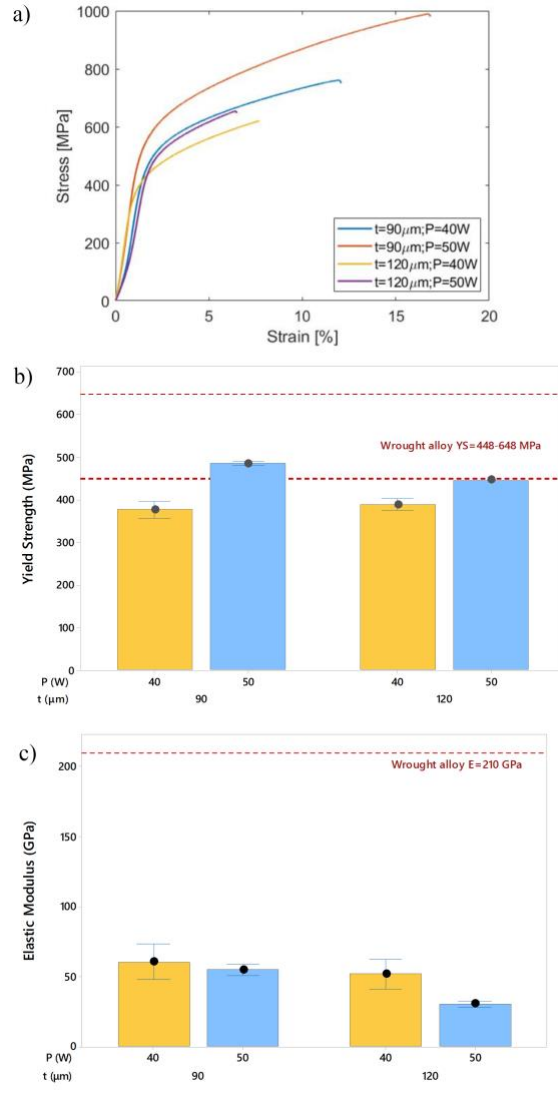 a)
1000
800
600
400
200
0
Stress [MPa]
0 5 10 15 20
Strain [%]
t=90μm;P=40W
t=90μm;P=50W
t=120μm;P=40W
t=120μm;P=50W
b)
700
600
500
400
300
200
100
0
Yield Strength (MPa)
Wrought alloy YS=448-648 MPa
P (W) 40 50 40 50
t (μm) 90 120
c)
200
150
100
50
0
Elastic Modulus (GPa)
Wrought alloy E=210 GPa
P (W) 40 50 40 50
t (μm) 90 120